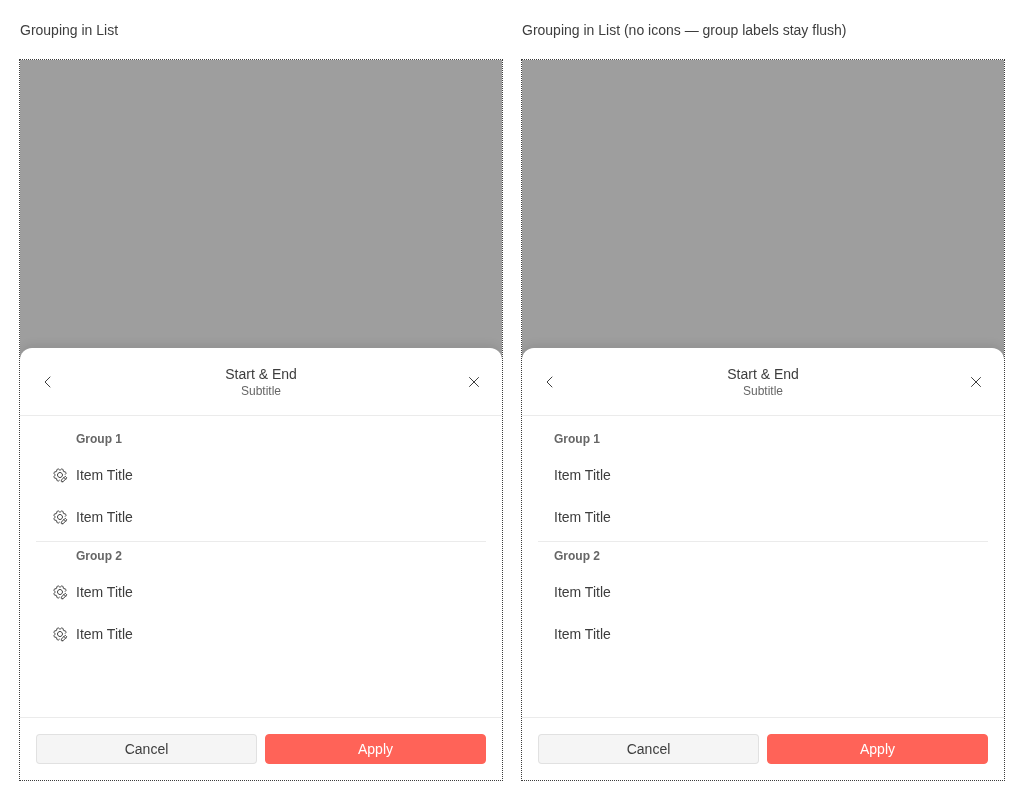 Grouping in List
Start & End
Subtitle
Group 1
Item Title
Item Title
Group 2
Item Title
Item Title
Cancel
Apply
Grouping in List (no icons — group labels stay flush)
Start & End
Subtitle
Group 1
Item Title
Item Title
Group 2
Item Title
Item Title
Cancel
Apply